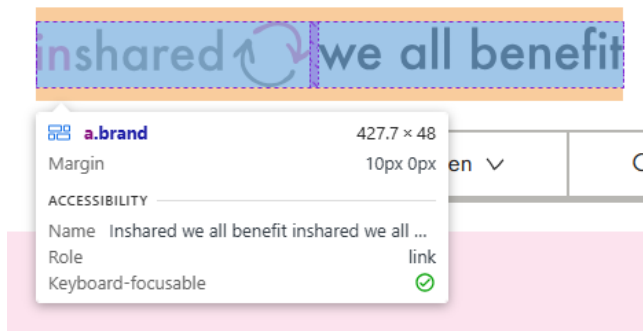 inshared we all benefit
a.brand 427.7 × 48
Margin 10px 0px
en
ACCESSIBILITY
Name Inshared we all benefit inshared we all ...
Role link
Keyboard-focusable